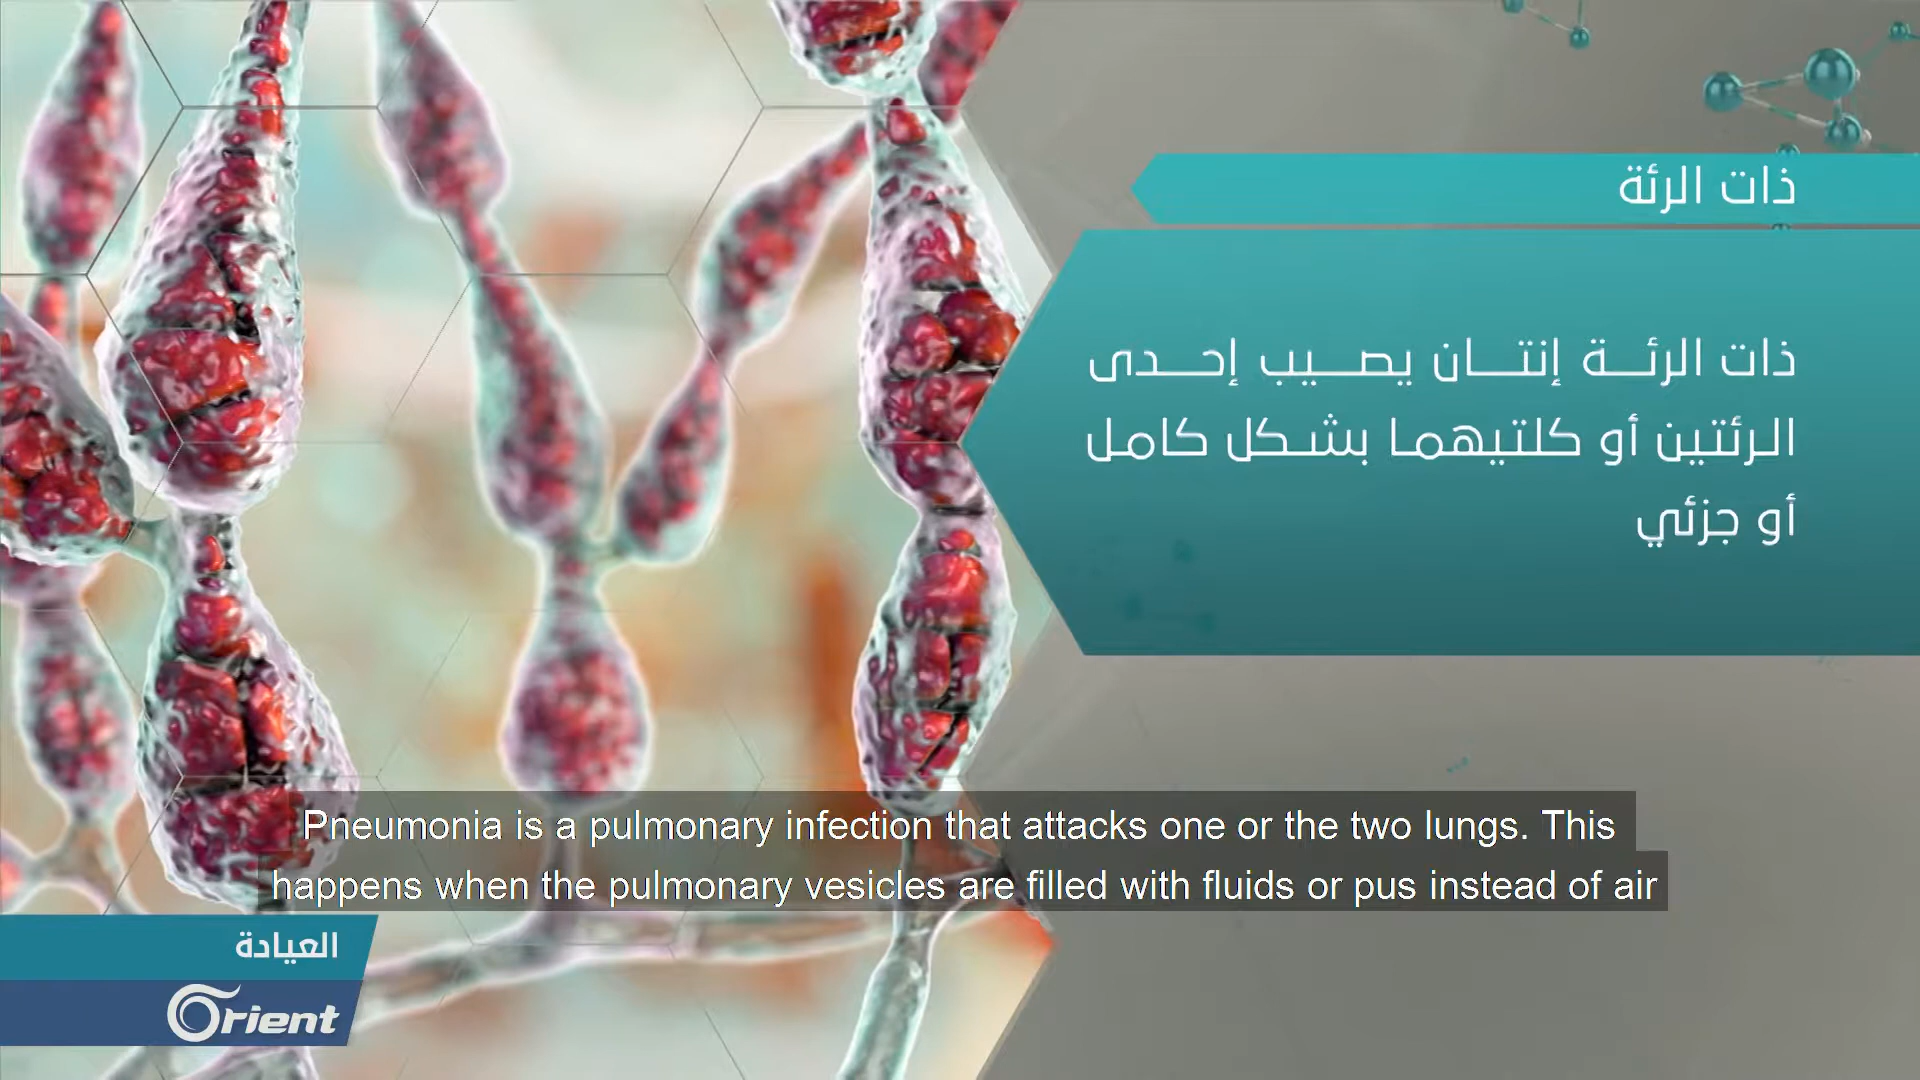 ذات الرئة
ذات الرئة إنتان يصيب إحدى
الرئتين أو كلتيهما بشكل كامل
أو جزئي
Pneumonia is a pulmonary infection that attacks one or the two lungs. This
happens when the pulmonary vesicles are filled with fluids or pus instead of air
العيادة
Orient